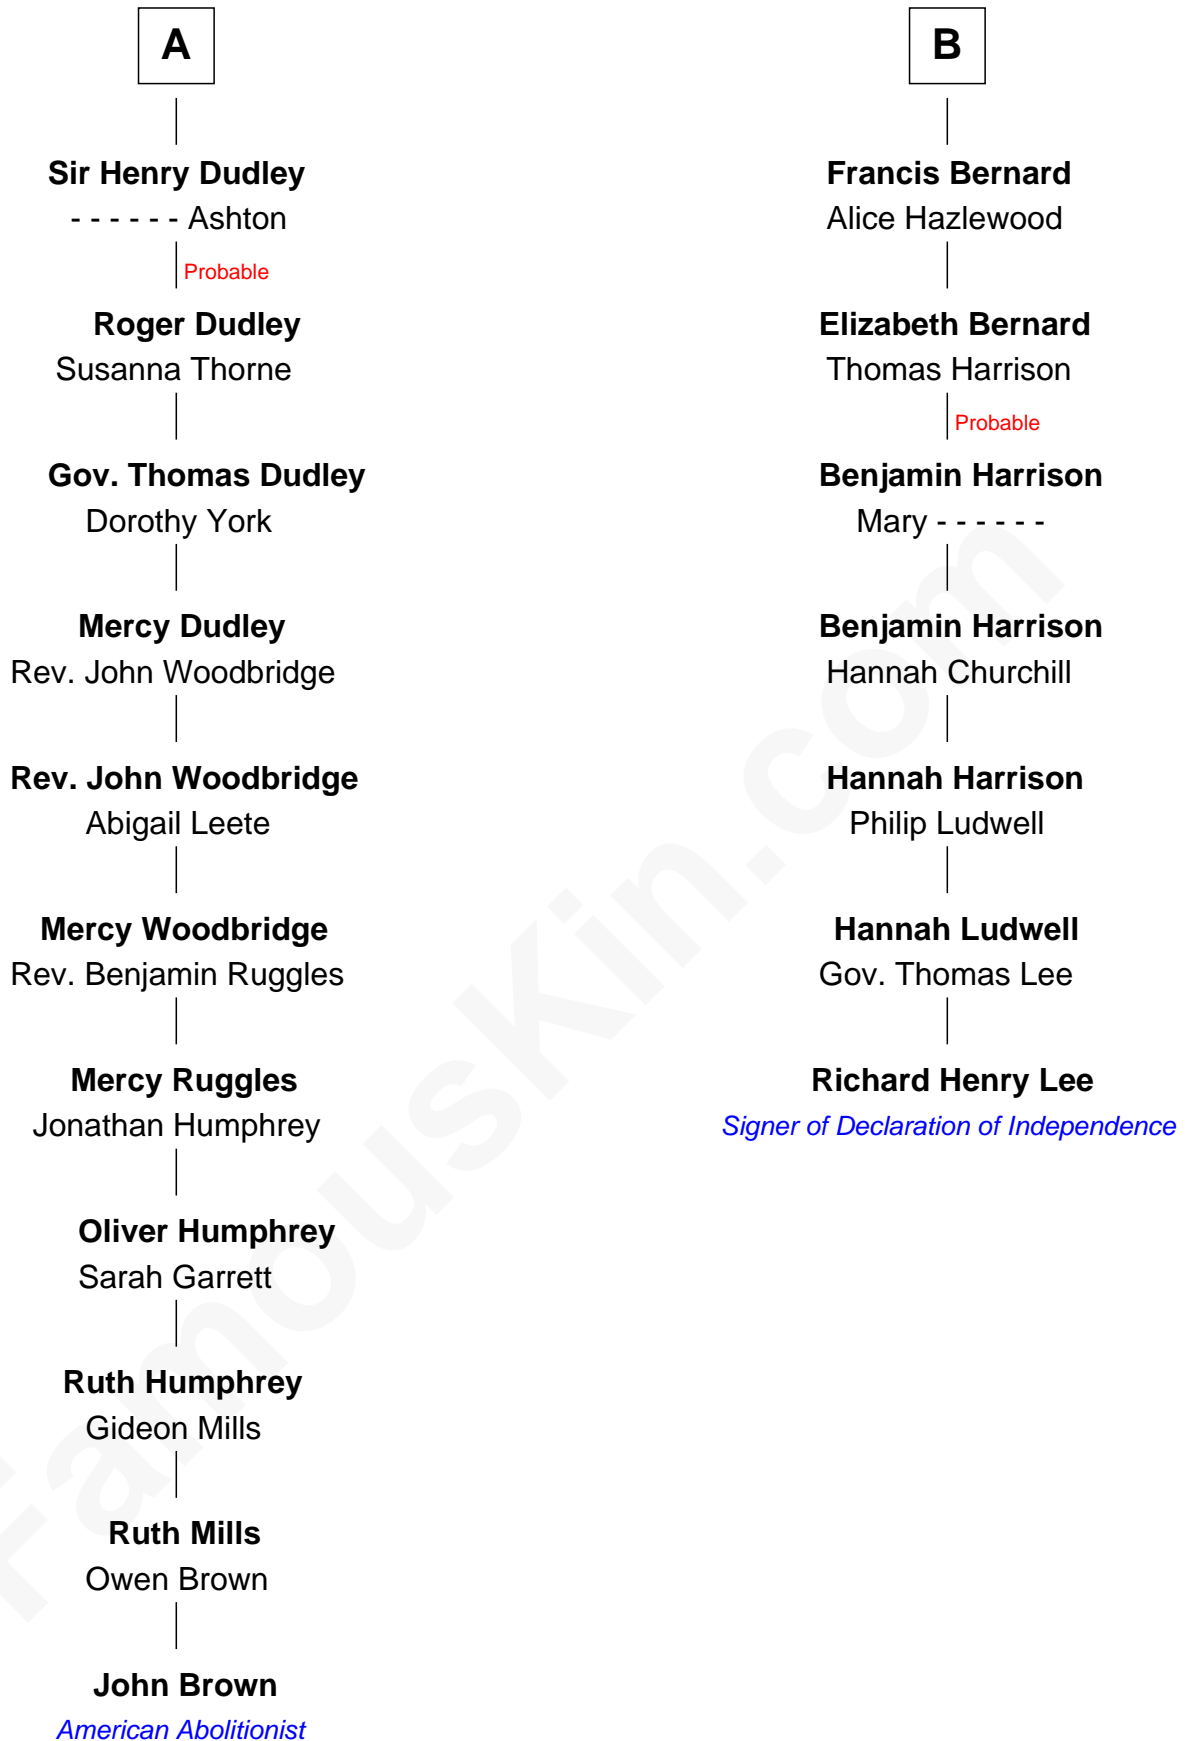 A
Sir Henry Dudley
- - - - - - Ashton
Probable
Roger Dudley
Susanna Thorne
Gov. Thomas Dudley
Dorothy York
Mercy Dudley
Rev. John Woodbridge
Rev. John Woodbridge
Abigail Leete
Mercy Woodbridge
Rev. Benjamin Ruggles
Mercy Ruggles
Jonathan Humphrey
Oliver Humphrey
Sarah Garrett
Ruth Humphrey
Gideon Mills
Ruth Mills
Owen Brown
John Brown
American Abolitionist
B
Francis Bernard
Alice Hazlewood
Elizabeth Bernard
Thomas Harrison
Probable
Benjamin Harrison
Mary - - - - - -
Benjamin Harrison
Hannah Churchill
Hannah Harrison
Philip Ludwell
Hannah Ludwell
Gov. Thomas Lee
Richard Henry Lee
Signer of Declaration of Independence
FamousKin.com